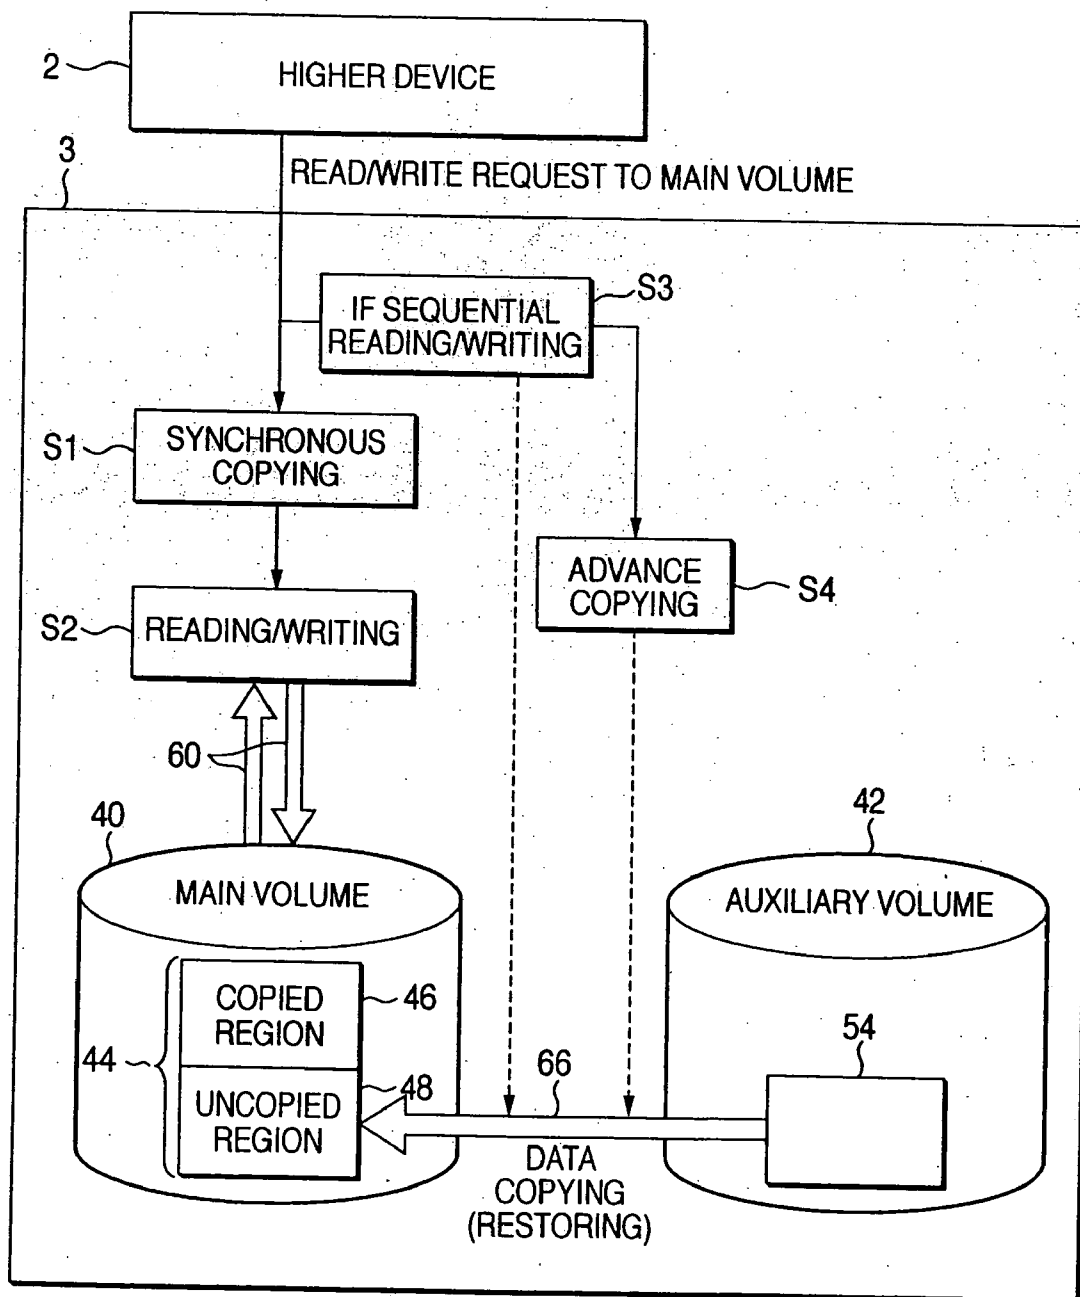 2
HIGHER DEVICE
3
READ/WRITE REQUEST TO MAIN VOLUME
IF SEQUENTIAL
READING/WRITING
S3
S1
SYNCHRONOUS
COPYING
ADVANCE
COPYING
S4
S2
READING/WRITING
60
40
42
MAIN VOLUME
AUXILIARY VOLUME
COPIED
REGION
46
44
48
UNCOPIED
REGION
66
54
DATA
COPYING
(RESTORING)